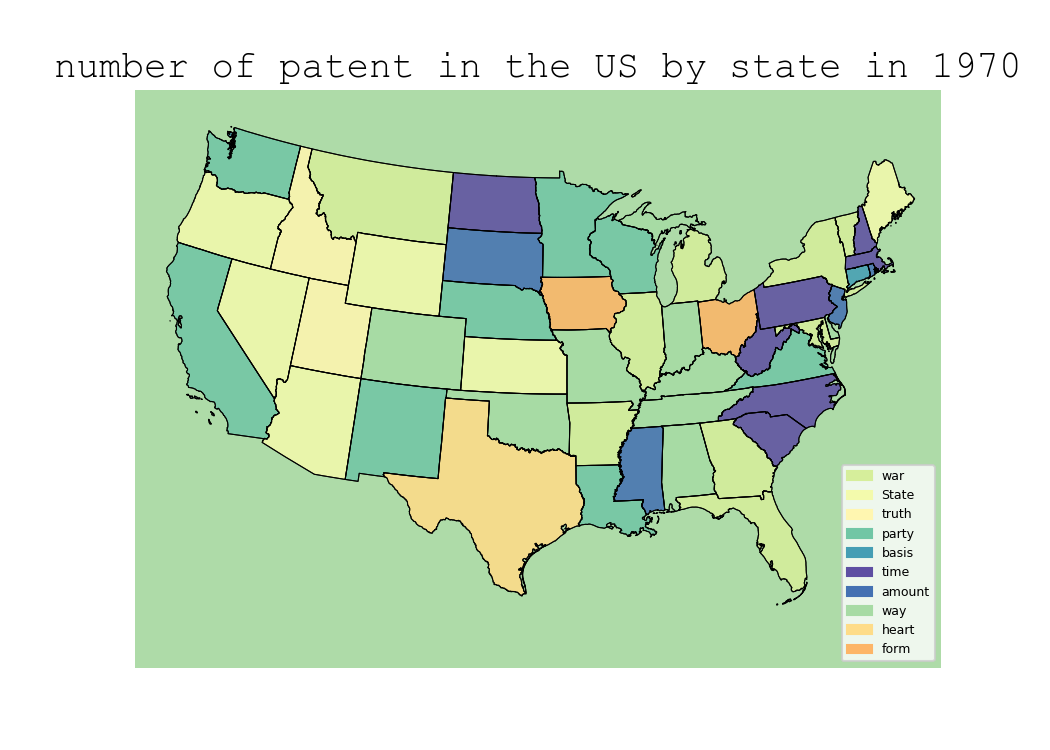 number of patent in the US by state in 1970
war
State
truth
party
basis
time
amount
way
heart
form